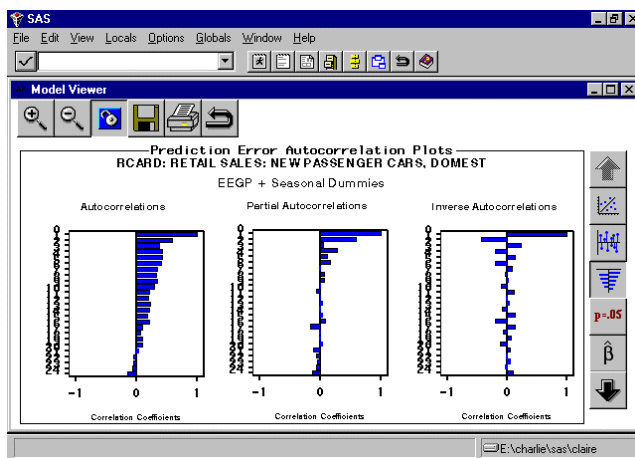 SAS
File Edit View Locals Options Globals Window Help
Model Viewer
Prediction Error Autocorrelation Plots
RCARD: RETAIL SALES: NEW PASSENGER CARS, DOMEST
EEGP + Seasonal Dummies
Autocorrelations Partial Autocorrelations Inverse Autocorrelations
-1 0 1 -1 0 1 -1 0 1
Correlation Coefficients Correlation Coefficients Correlation Coefficients
p=.05
β̂
E:\charlie\sas\claire